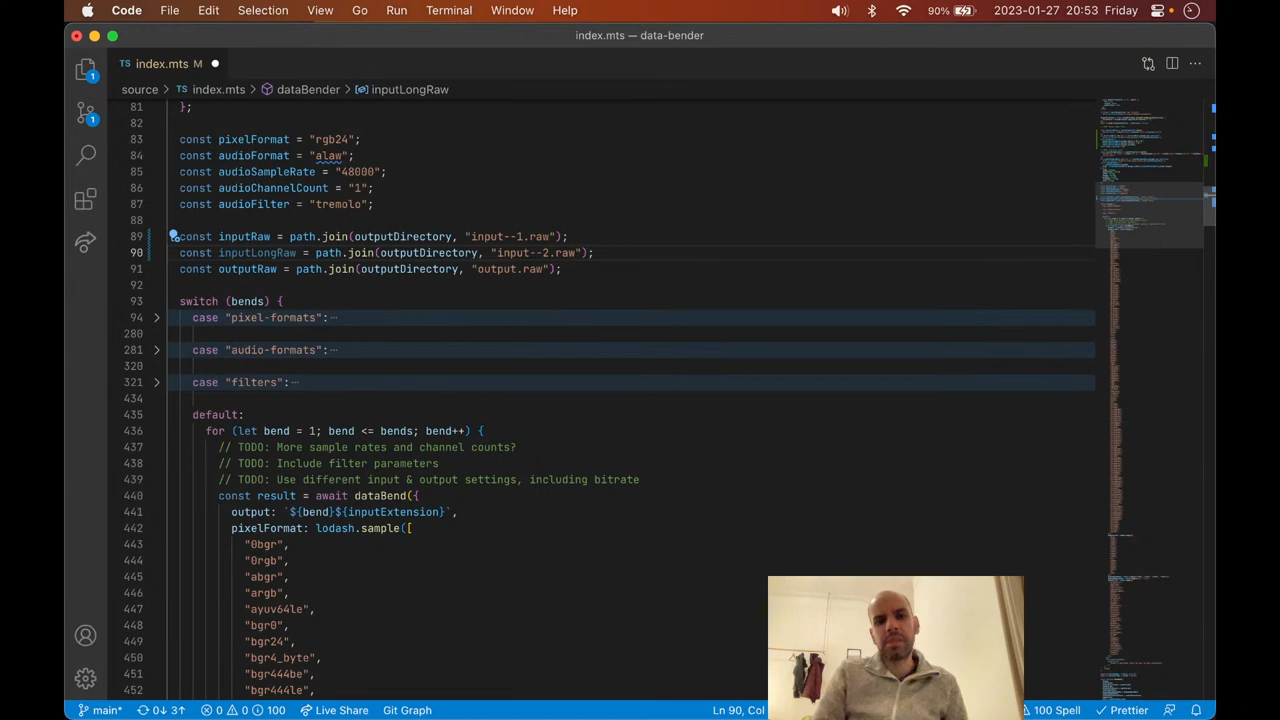 Code File Edit Selection View Go Run Terminal Window Help 90% 2023-01-27 20:53 Friday
index.mts — data-bender
TS index.mts M
source > TS index.mts > dataBender > inputLongRaw
81 };
82
83 const pixelFormat = "rgb24";
84 const audioFormat = "alaw";
85 const audioSampleRate = "48000";
86 const audioChannelCount = "1";
87 const audioFilter = "tremolo";
88
89 const inputRaw = path.join(outputDirectory, "input--1.raw");
90 const inputLongRaw = path.join(outputDirectory, "input--2.raw");
91 const outputRaw = path.join(outputDirectory, "output.raw");
92
93 switch (bends) {
94 case "pixel-formats": ⋯
280
281 case "audio-formats": ⋯
320
321 case "filters": ⋯
434
435 default:
436 for (let bend = 1; bend <= bends; bend++) {
437 // TODO: More sample rates and channel counts?
438 // TODO: Include filter parameters
439 // TODO: Use different input & output settings, including bitrate
440 const result = await dataBend({
441 output: `${bend}${inputExtension}`,
442 pixelFormat: lodash.sample([
443 "0bgr",
444 "0rgb",
445 "abgr",
446 "argb",
447 "ayuv64le",
448 "bgr0",
449 "bgr24",
450 "bgr4_byte",
451 "bgr444be",
452 "bgr444le",
1
1
main* 0↓ 3↑ 0 0 100 Live Share Git Graph Ln 90, Col 100 Spell Prettier